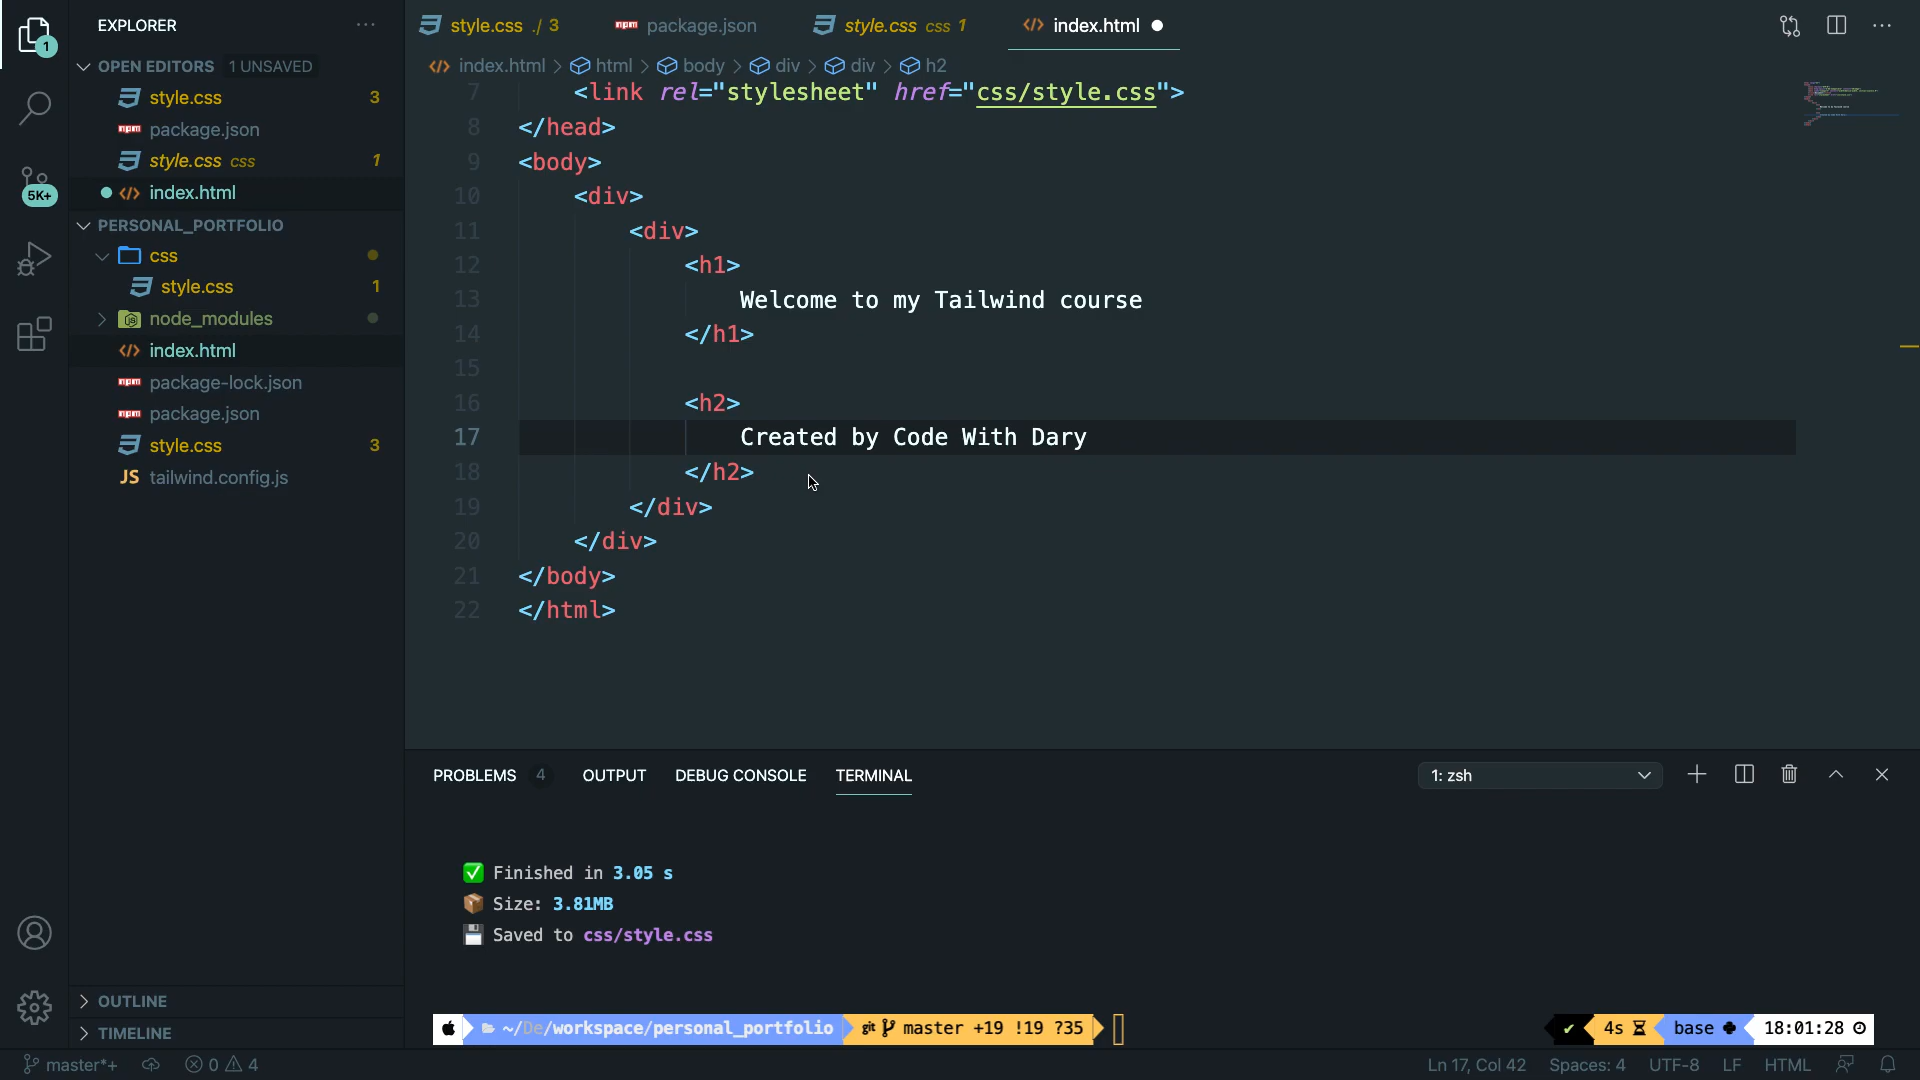 EXPLORER
OPEN EDITORS 1 UNSAVED
style.css 3
package.json
style.css css 1
index.html
PERSONAL_PORTFOLIO
css
style.css 1
node_modules
index.html
package-lock.json
package.json
style.css 3
JS tailwind.config.js
OUTLINE
TIMELINE
1
5K+
style.css ./ 3
npm package.json
style.css css 1
index.html
index.html > html > body > div > div > h2
7 <link rel="stylesheet" href="css/style.css">
8 </head>
9 <body>
10 <div>
11 <div>
12 <h1>
13 Welcome to my Tailwind course
14 </h1>
15
16 <h2>
17 Created by Code With Dary
18 </h2>
19 </div>
20 </div>
21 </body>
22 </html>
PROBLEMS 4 OUTPUT DEBUG CONSOLE TERMINAL
1: zsh
✅ Finished in 3.05 s
📦 Size: 3.81MB
💾 Saved to css/style.css
~/De/workspace/personal_portfolio git master +19 !19 ?35
✔ 4s base 18:01:28
master*+ 0 4
Ln 17, Col 42 Spaces: 4 UTF-8 LF HTML